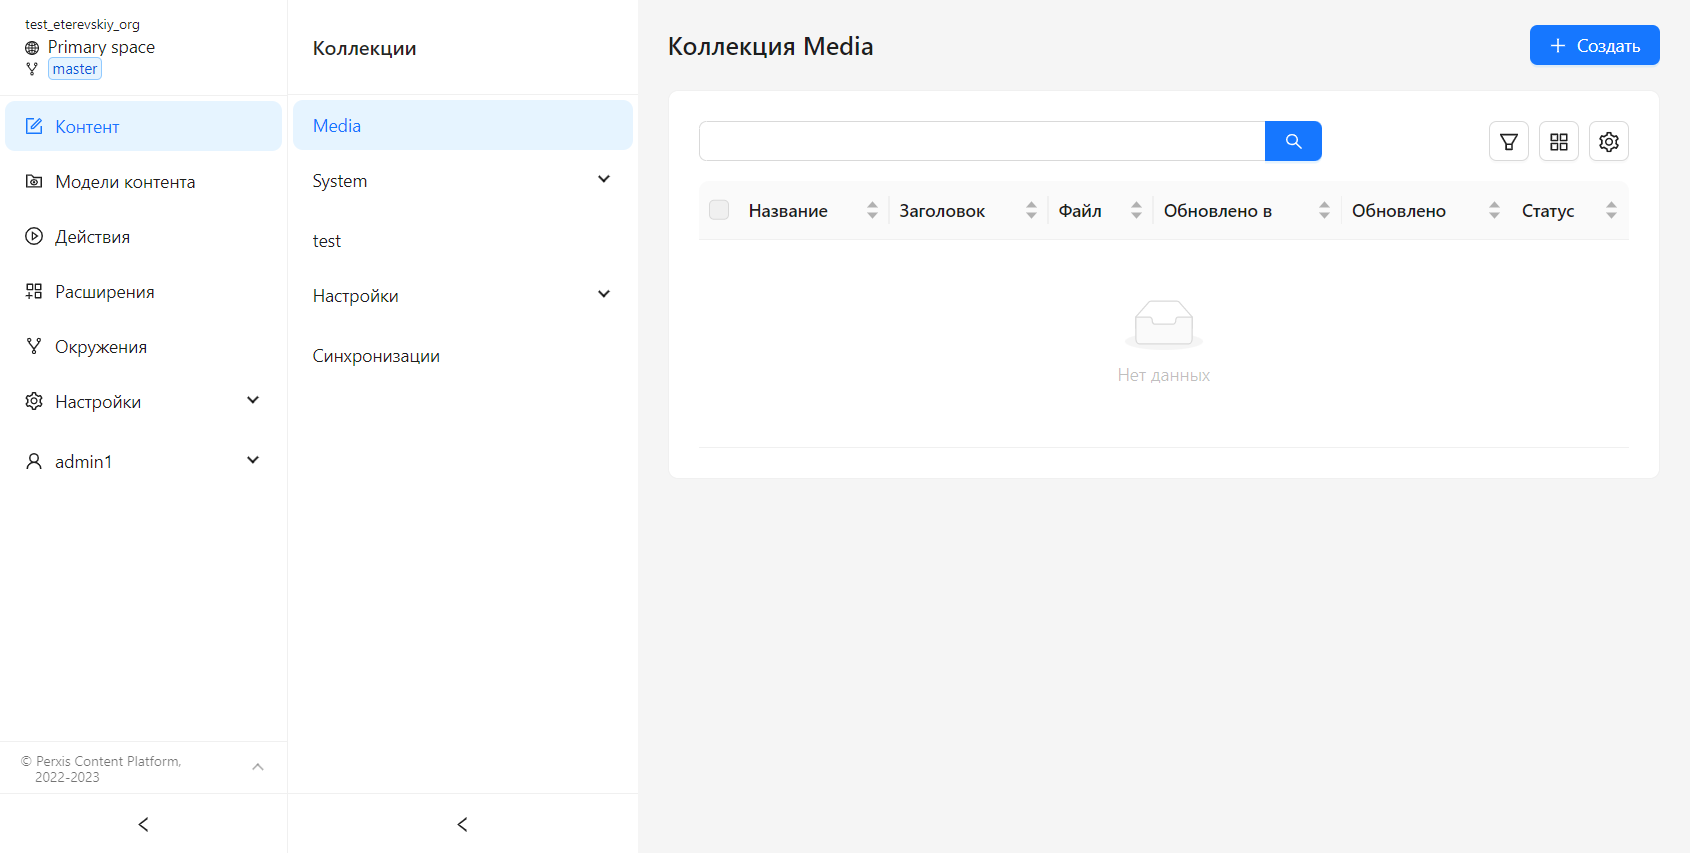 test_eterevskiy_org
Primary space
master
Контент
Модели контента
Действия
Расширения
Окружения
Настройки
admin1
© Perxis Content Platform,
2022-2023
Коллекции
Media
System
test
Настройки
Синхронизации
Коллекция Media
Создать
Название Заголовок Файл Обновлено в Обновлено Статус
Нет данных